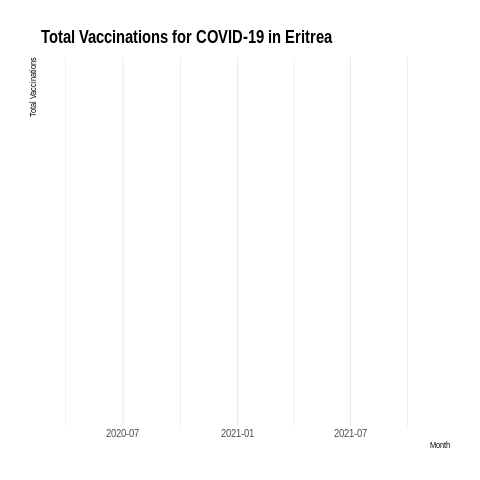 Total Vaccinations for COVID-19 in Eritrea
Total Vaccinations
2020-07 2021-01 2021-07
Month